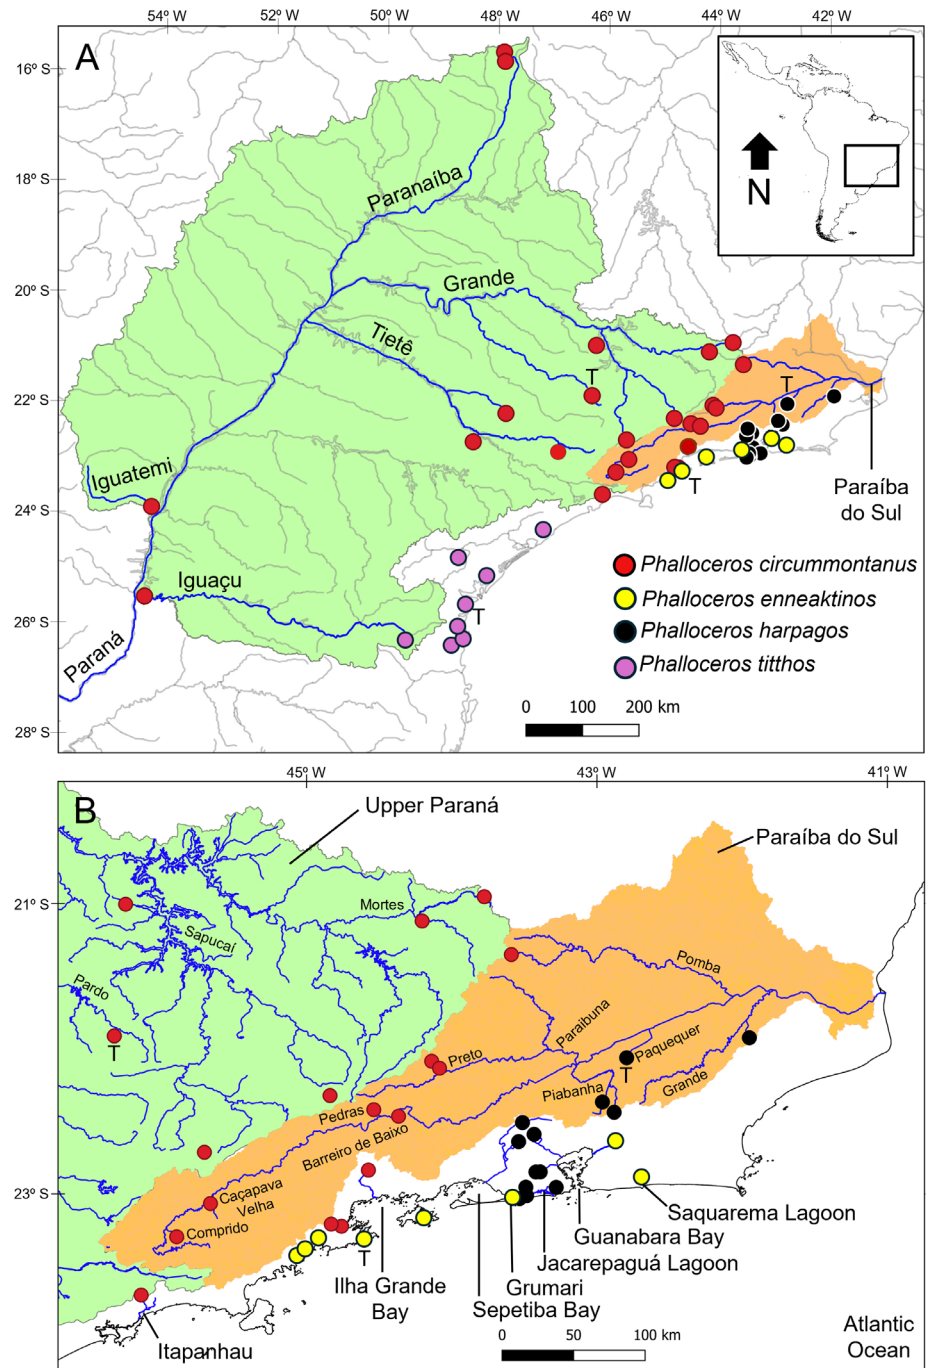 54º W
52º W
50º W
48º W
46º W
44º W
42º W
A
16º S
18º S
20º S
22º S
24º S
26º S
28º S
N
Paranaíba
Grande
Tietê
T
T
Iguatemi
Paraíba
do Sul
T
Iguaçu
T
Paraná
Phalloceros circummontanus
Phalloceros enneaktinos
Phalloceros harpagos
Phalloceros titthos
0 100 200 km
45º W
43º W
41º W
B
Upper Paraná
Paraíba do Sul
21º S
Mortes
Sapucaí
Pomba
Pardo
T
Paraibuna
Preto
Paquequer
T
Piabanha
Grande
Pedras
Barreiro de Baixo
23º S
Caçapava
Velha
Comprido
T
Saquarema Lagoon
Guanabara Bay
Jacarepaguá Lagoon
Ilha Grande
Bay
Grumari
Sepetiba Bay
Itapanhau
0 50 100 km
Atlantic
Ocean